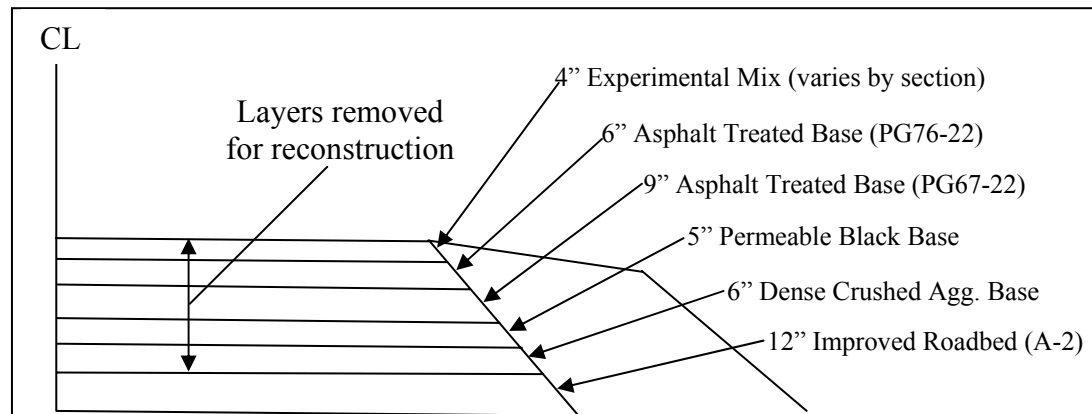 CL
4” Experimental Mix (varies by section)
Layers removed
for reconstruction
6” Asphalt Treated Base (PG76-22)
9” Asphalt Treated Base (PG67-22)
5” Permeable Black Base
6” Dense Crushed Agg. Base
12” Improved Roadbed (A-2)